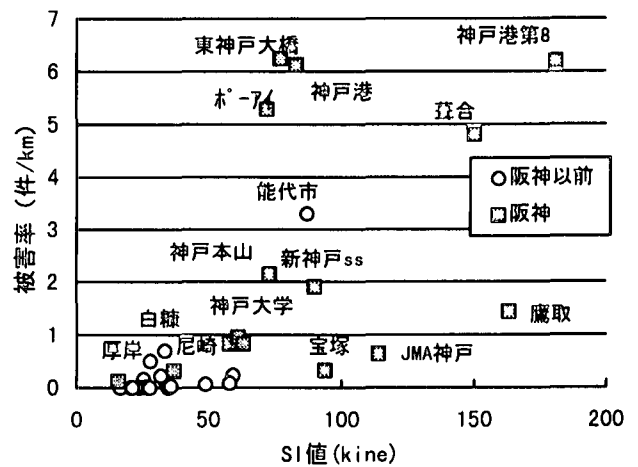 7
6
5
4
3
2
1
0
被害率 (件/km)
東神戸大橋
神戸港第8
神戸港
ポーアイ
葺合
能代市
○阪神以前
阪神
神戸本山
新神戸ss
神戸大学
鷹取
白糠
厚岸
尼崎
宝塚
JMA神戸
0 50 100 150 200
SI値(kine)